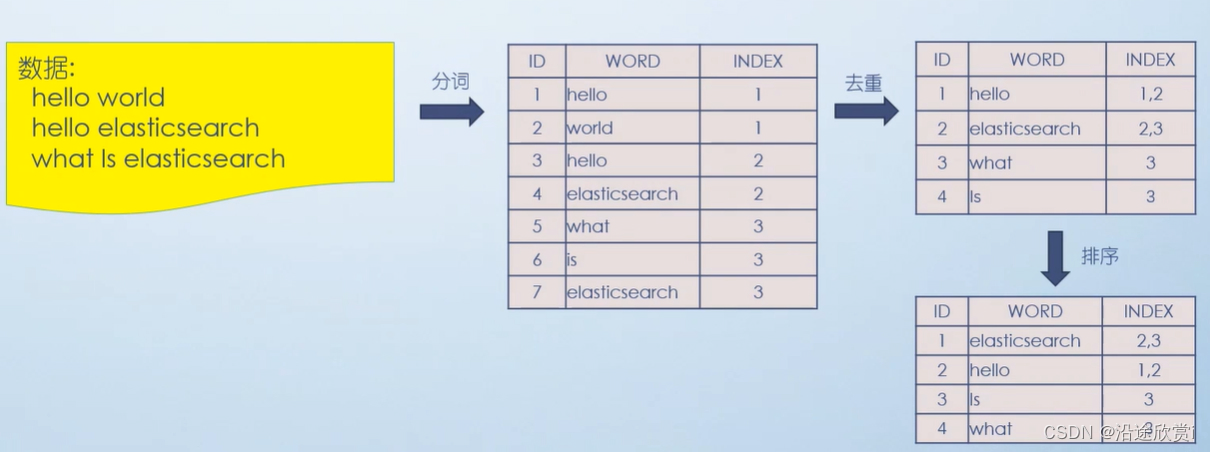 数据:
hello world
hello elasticsearch
what Is elasticsearch
分词
ID WORD INDEX
1 hello 1
2 world 1
3 hello 2
4 elasticsearch 2
5 what 3
6 is 3
7 elasticsearch 3
去重
ID WORD INDEX
1 hello 1,2
2 elasticsearch 2,3
3 what 3
4 Is 3
排序
ID WORD INDEX
1 elasticsearch 2,3
2 hello 1,2
3 Is 3
4 what 3
CSDN @沿途欣赏i